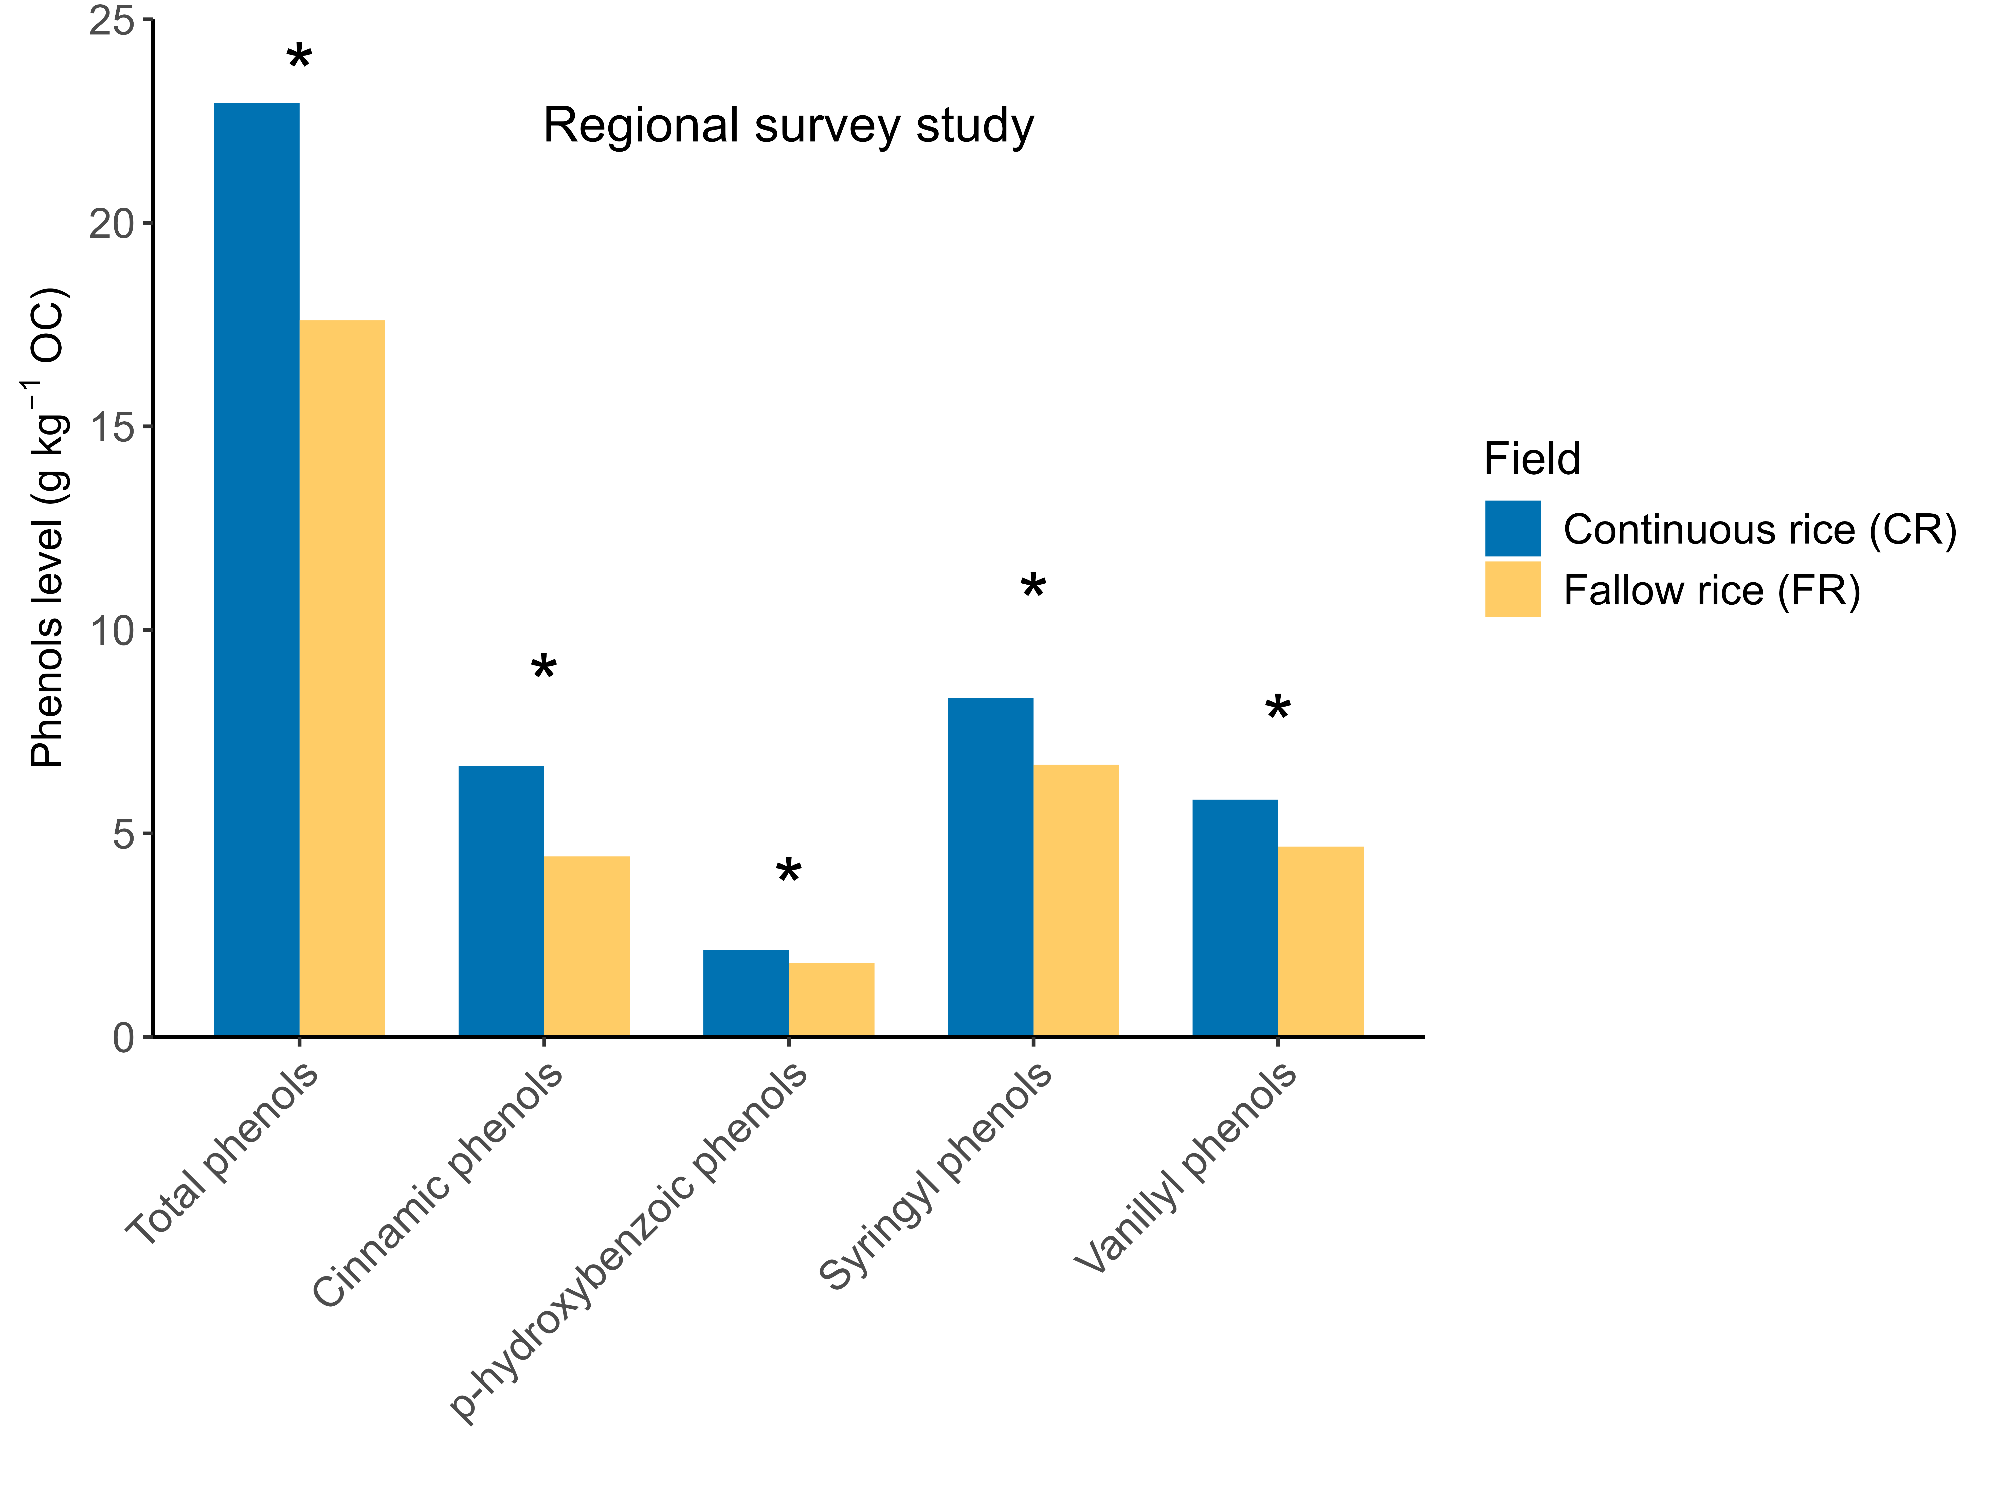 Regional survey study
Phenols level (g kg⁻¹ OC)
25
20
15
10
5
0
*
*
*
*
*
Total phenols
Cinnamic phenols
p-hydroxybenzoic phenols
Syringyl phenols
Vanillyl phenols
Field
Continuous rice (CR)
Fallow rice (FR)